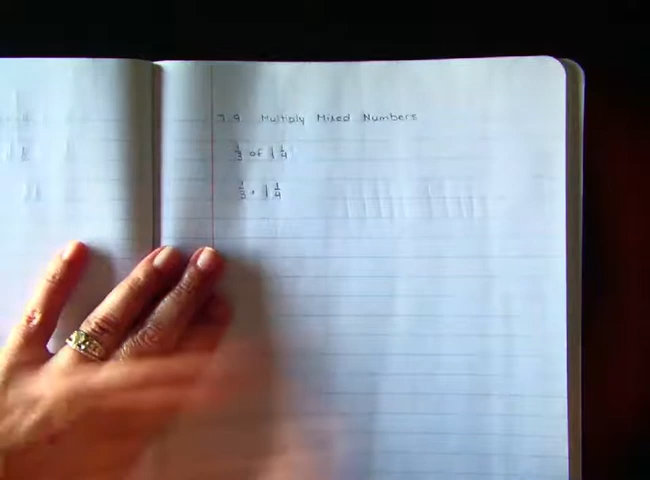 7.9 Multiply Mixed Numbers
1/3 of 1 1/4
1/3 · 1 1/4